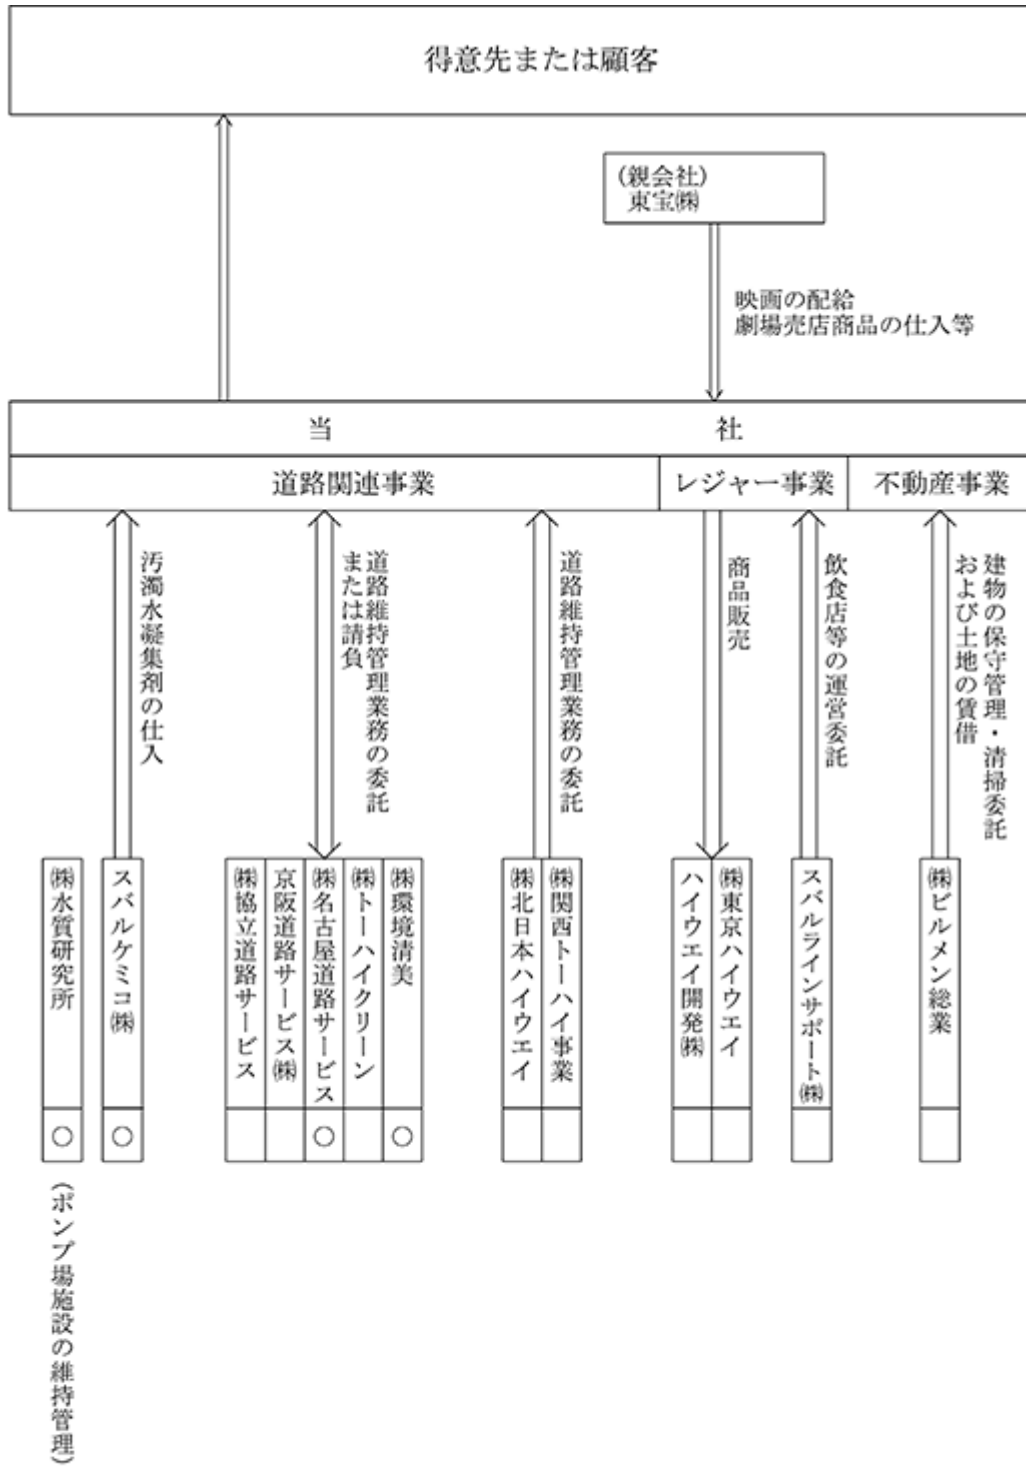 得意先または顧客
(親会社)
東宝㈱
映画の配給
劇場売店商品の仕入等
当社
道路関連事業
レジャー事業
不動産事業
汚濁水凝集剤の仕入
道路維持管理業務の委託
または請負
道路維持管理業務の委託
商品販売
飲食店等の運営委託
建物の保守管理・清掃委託
および土地の賃借
㈱水質研究所
○
スバルケミコ㈱
○
㈱協立道路サービス
京阪道路サービス㈱
㈱名古屋道路サービス
○
㈱トーハイクリーン
㈱環境清美
○
㈱北日本ハイウエイ
㈱関西トーハイ事業
ハイウエイ開発㈱
㈱東京ハイウエイ
スバルラインサポート㈱
㈱ビルメン総業
(ポンプ場施設の維持管理)